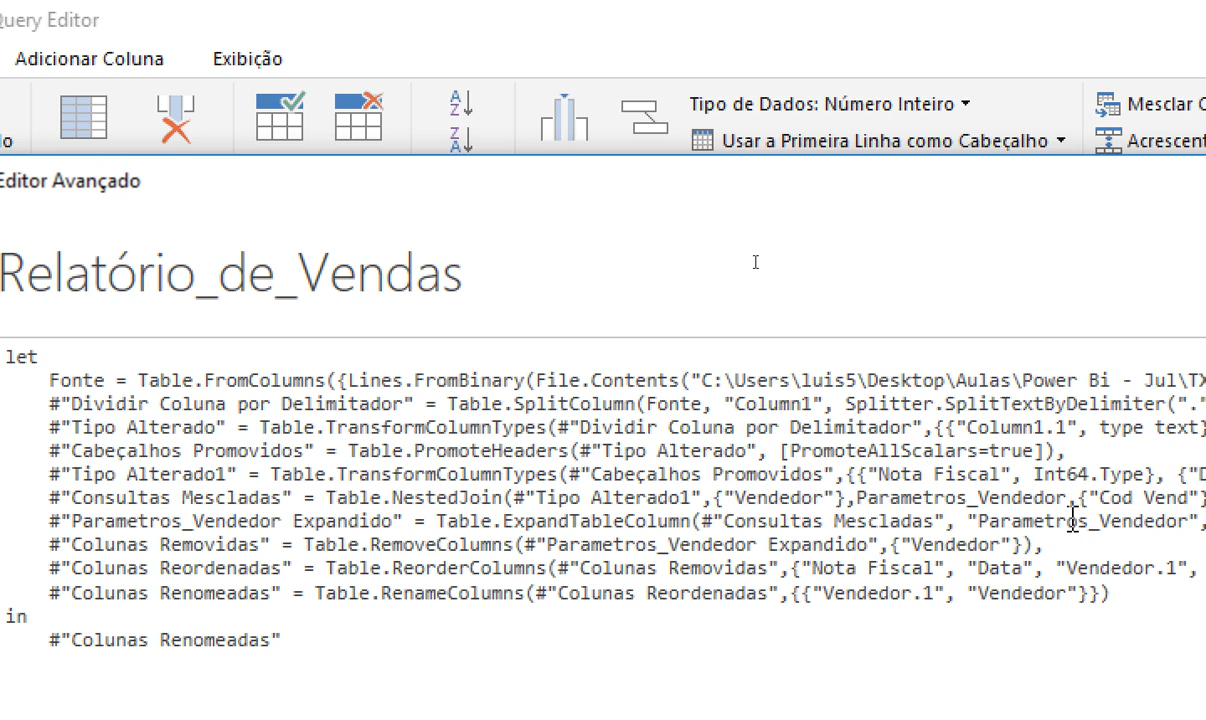 Query Editor
Adicionar Coluna Exibição
Tipo de Dados: Número Inteiro
Mesclar
Usar a Primeira Linha como Cabeçalho
Editor Avançado
Relatório_de_Vendas
let
Fonte = Table.FromColumns({Lines.FromBinary(File.Contents("C:\Users\luis5\Desktop\Aulas\Power Bi - Jul\TX
#"Dividir Coluna por Delimitador" = Table.SplitColumn(Fonte, "Column1", Splitter.SplitTextByDelimiter("."
#"Tipo Alterado" = Table.TransformColumnTypes(#"Dividir Coluna por Delimitador",{{"Column1.1", type text}
#"Cabeçalhos Promovidos" = Table.PromoteHeaders(#"Tipo Alterado", [PromoteAllScalars=true]),
#"Tipo Alterado1" = Table.TransformColumnTypes(#"Cabeçalhos Promovidos",{{"Nota Fiscal", Int64.Type}, {"D
#"Consultas Mescladas" = Table.NestedJoin(#"Tipo Alterado1",{"Vendedor"},Parametros_Vendedor,{"Cod Vend"}
#"Parametros_Vendedor Expandido" = Table.ExpandTableColumn(#"Consultas Mescladas", "Parametros_Vendedor",
#"Colunas Removidas" = Table.RemoveColumns(#"Parametros_Vendedor Expandido",{"Vendedor"}),
#"Colunas Reordenadas" = Table.ReorderColumns(#"Colunas Removidas",{"Nota Fiscal", "Data", "Vendedor.1",
#"Colunas Renomeadas" = Table.RenameColumns(#"Colunas Reordenadas",{{"Vendedor.1", "Vendedor"}})
in
#"Colunas Renomeadas"